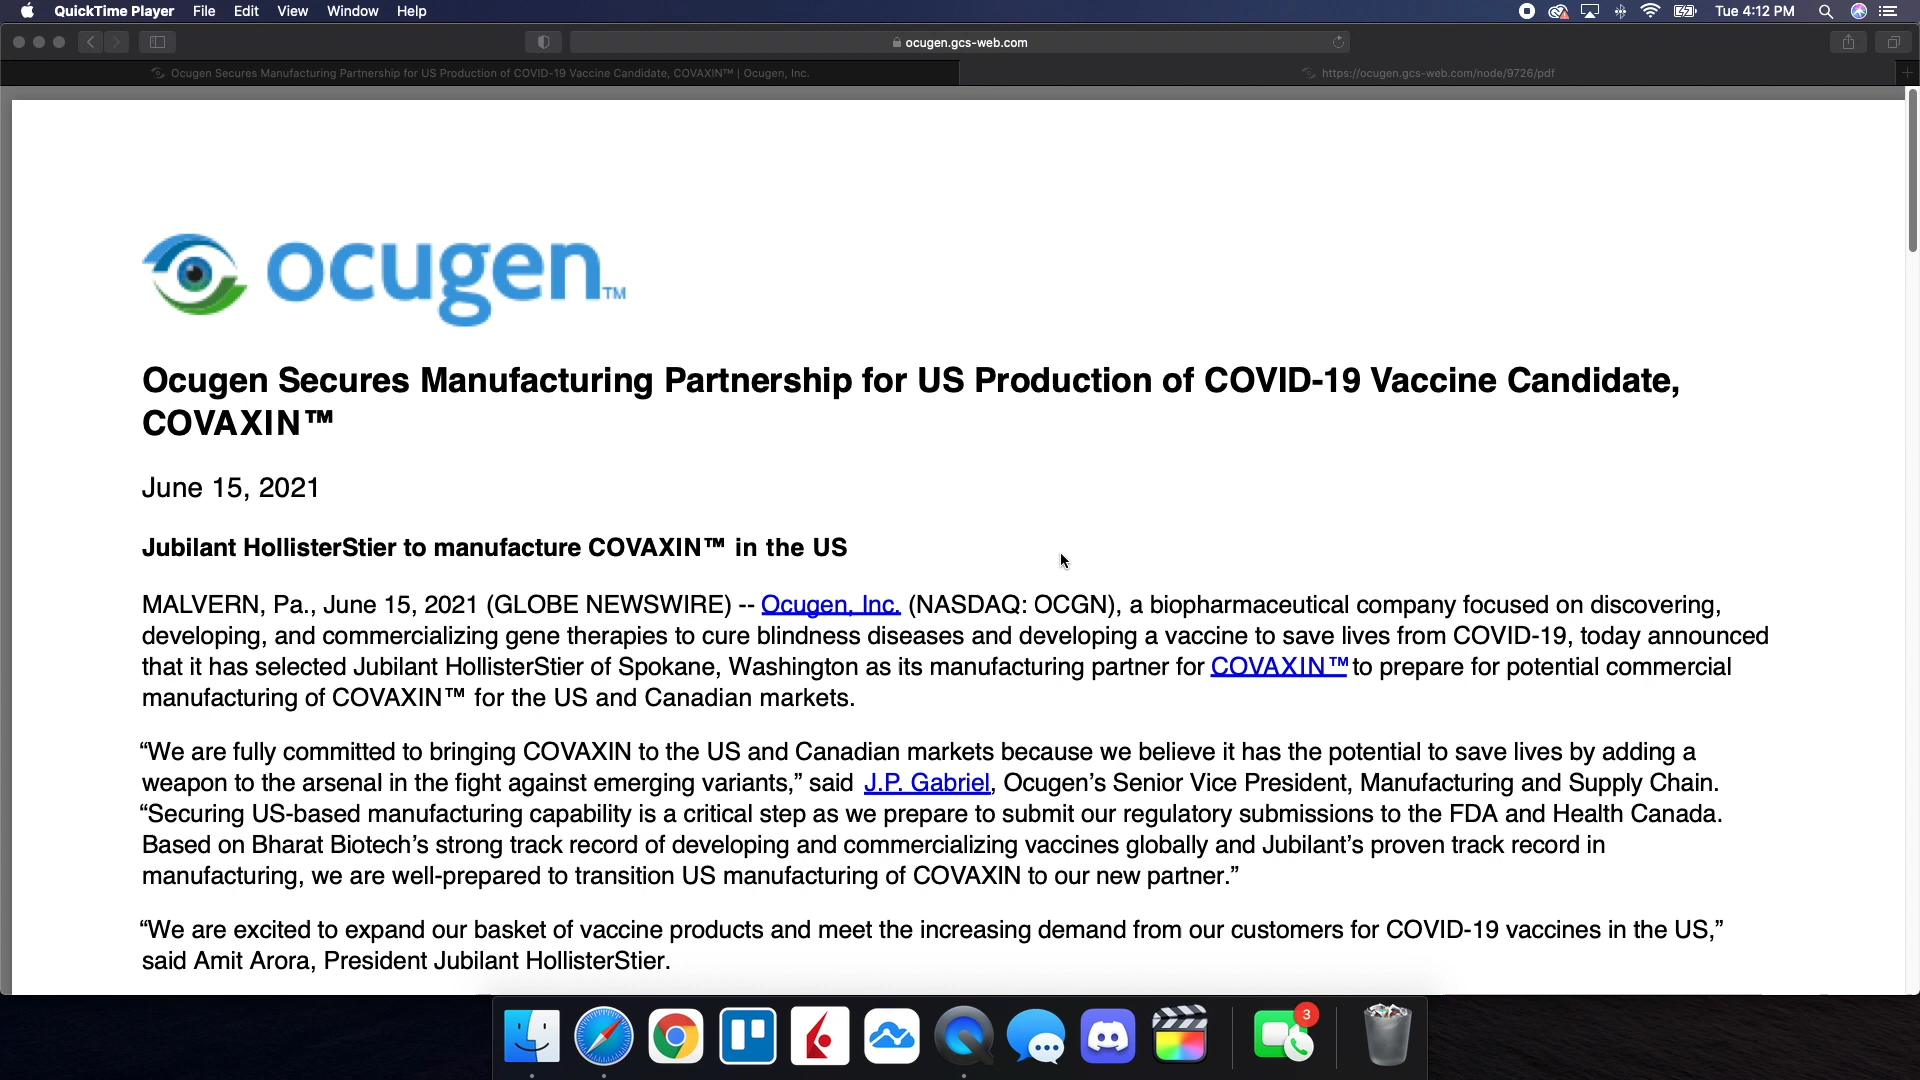 QuickTime Player File Edit View Window Help Tue 4:12 PM
ocugen.gcs-web.com
Ocugen Secures Manufacturing Partnership for US Production of COVID-19 Vaccine Candidate, COVAXIN™ | Ocugen, Inc. https://ocugen.gcs-web.com/node/9726/pdf
ocugen™
Ocugen Secures Manufacturing Partnership for US Production of COVID-19 Vaccine Candidate,
COVAXIN™
June 15, 2021
Jubilant HollisterStier to manufacture COVAXIN™ in the US
MALVERN, Pa., June 15, 2021 (GLOBE NEWSWIRE) -- Ocugen, Inc. (NASDAQ: OCGN), a biopharmaceutical company focused on discovering,
developing, and commercializing gene therapies to cure blindness diseases and developing a vaccine to save lives from COVID-19, today announced
that it has selected Jubilant HollisterStier of Spokane, Washington as its manufacturing partner for COVAXIN™ to prepare for potential commercial
manufacturing of COVAXIN™ for the US and Canadian markets.
“We are fully committed to bringing COVAXIN to the US and Canadian markets because we believe it has the potential to save lives by adding a
weapon to the arsenal in the fight against emerging variants,” said J.P. Gabriel, Ocugen’s Senior Vice President, Manufacturing and Supply Chain.
“Securing US-based manufacturing capability is a critical step as we prepare to submit our regulatory submissions to the FDA and Health Canada.
Based on Bharat Biotech’s strong track record of developing and commercializing vaccines globally and Jubilant’s proven track record in
manufacturing, we are well-prepared to transition US manufacturing of COVAXIN to our new partner.”
“We are excited to expand our basket of vaccine products and meet the increasing demand from our customers for COVID-19 vaccines in the US,”
said Amit Arora, President Jubilant HollisterStier.
3